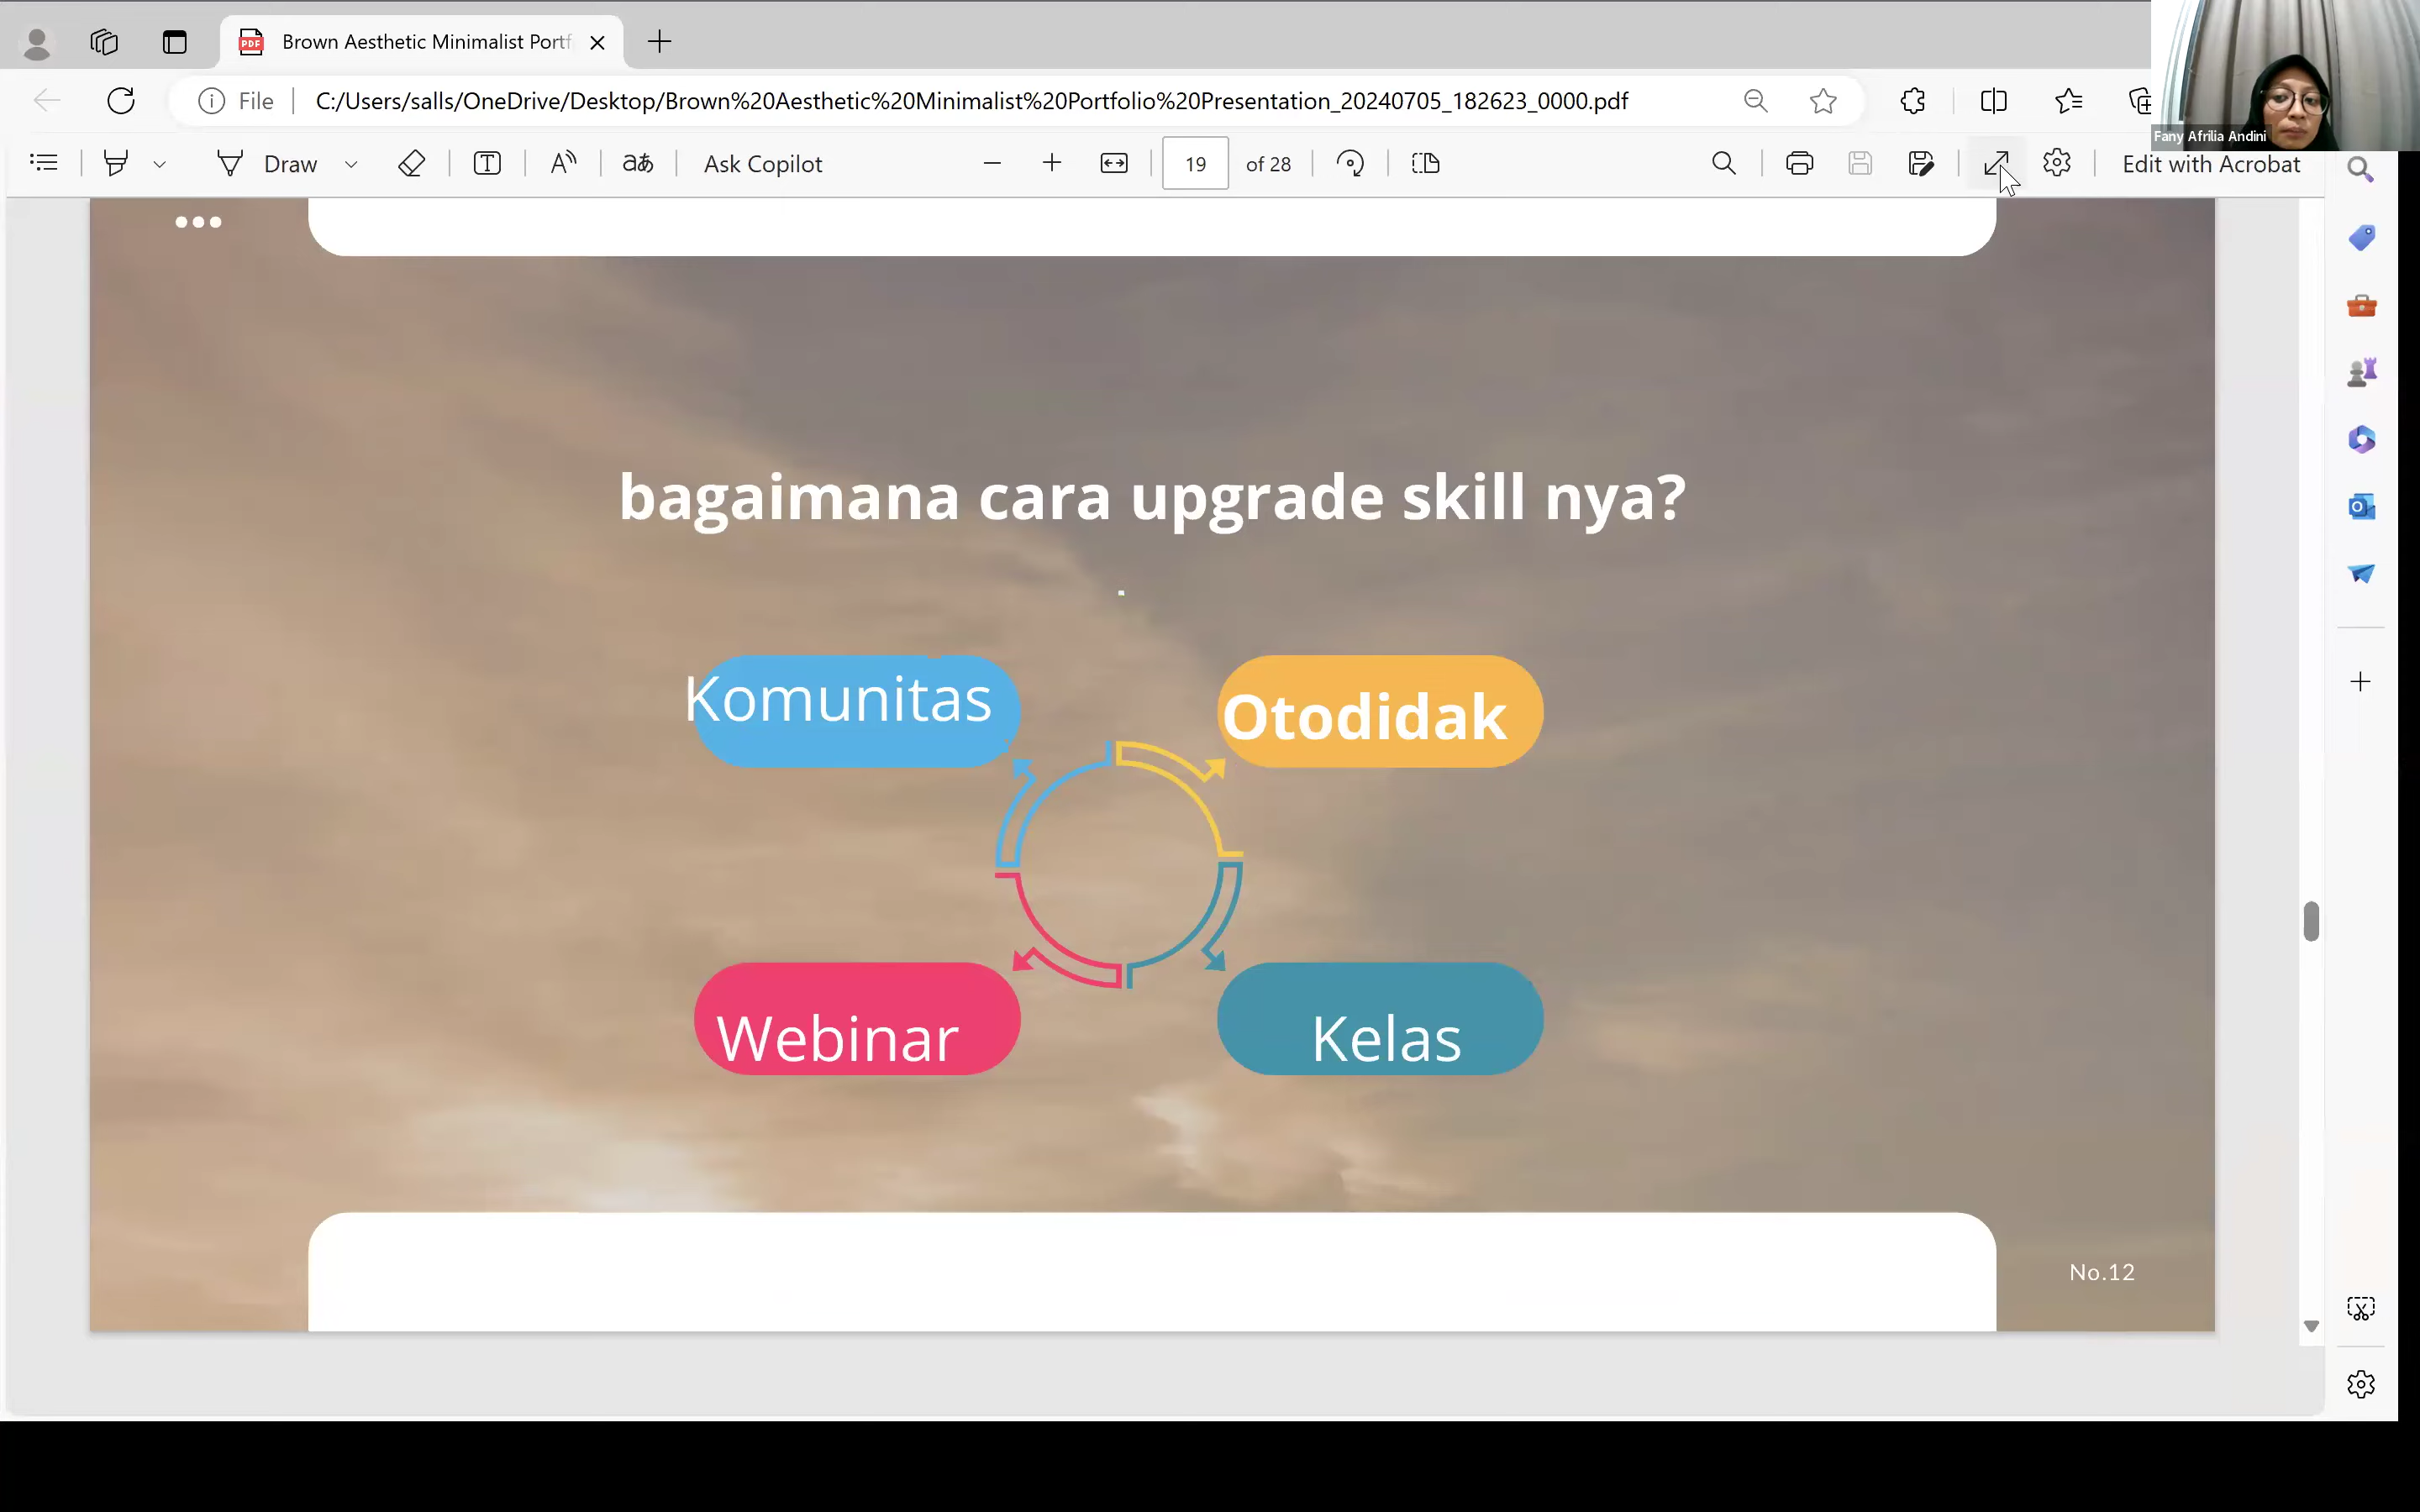 Brown Aesthetic Minimalist Portf
File
C:/Users/salls/OneDrive/Desktop/Brown%20Aesthetic%20Minimalist%20Portfolio%20Presentation_20240705_182623_0000.pdf
Fany Afrilia Andini
Draw
Ask Copilot
19 of 28
Edit with Acrobat
bagaimana cara upgrade skill nya?
Komunitas
Otodidak
Webinar
Kelas
No.12